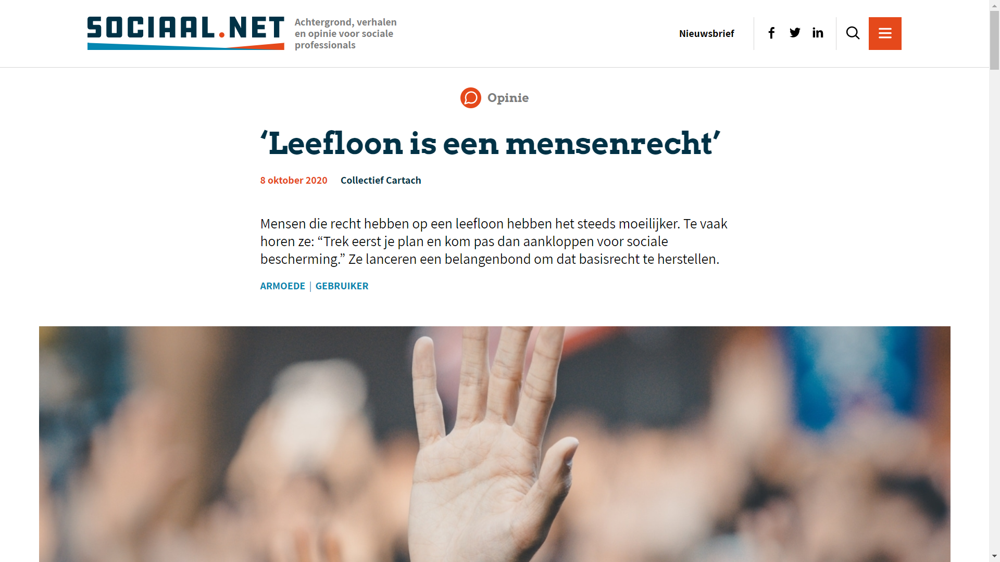 SOCIAAL.NET
Achtergrond, verhalen
en opinie voor sociale
professionals
Nieuwsbrief
Opinie
‘Leefloon is een mensenrecht’
8 oktober 2020 Collectief Cartach
Mensen die recht hebben op een leefloon hebben het steeds moeilijker. Te vaak
horen ze: “Trek eerst je plan en kom pas dan aankloppen voor sociale
bescherming.” Ze lanceren een belangenbond om dat basisrecht te herstellen.
ARMOEDE | GEBRUIKER